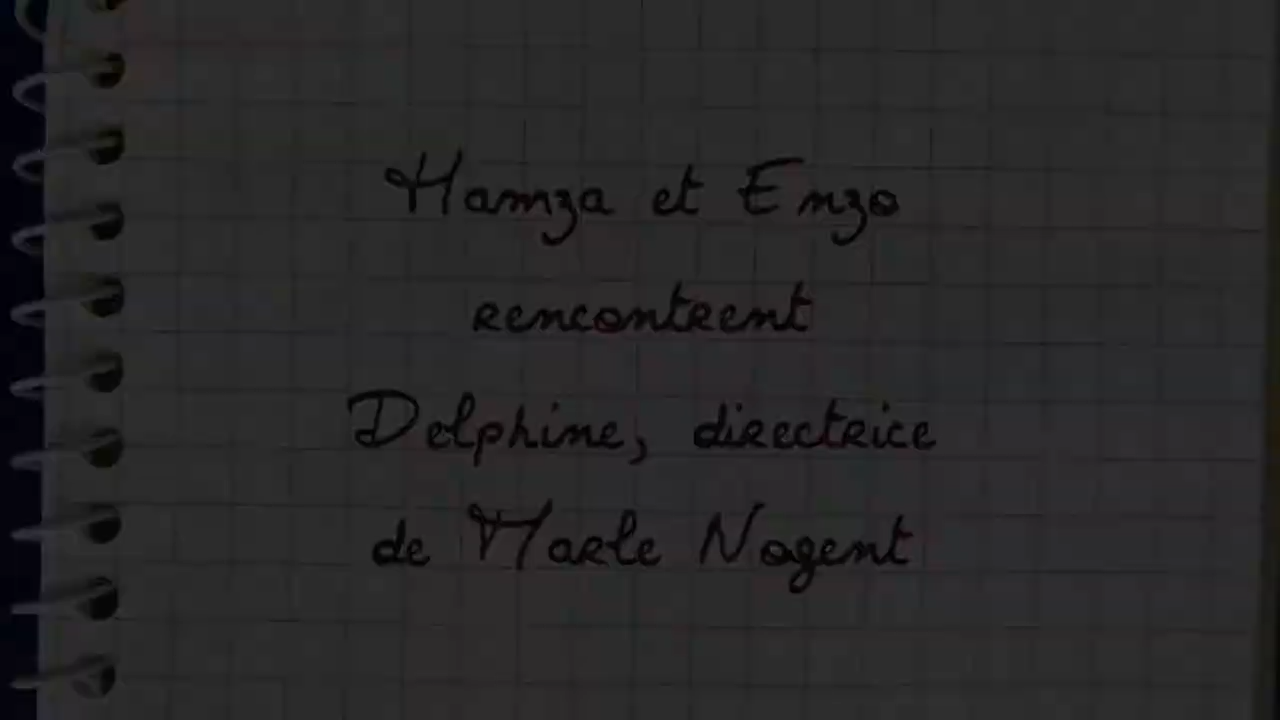 Hamza et Enzo
rencontrent
Delphine, directrice
de Marle Nogent